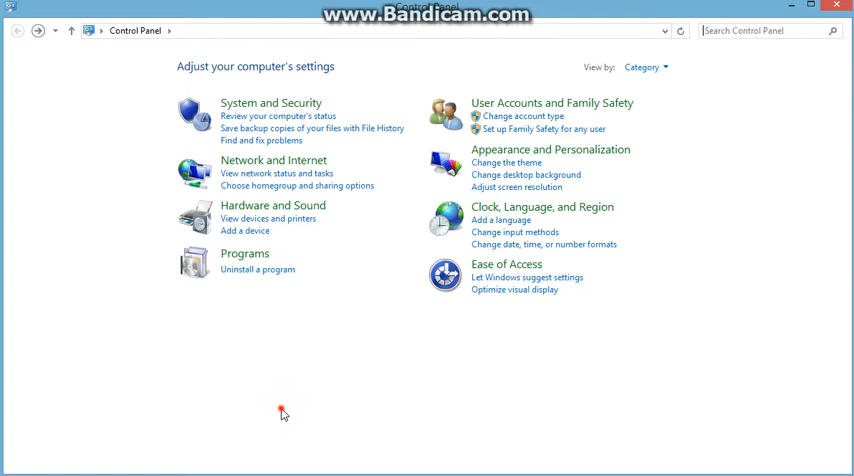 Control Panel
www.Bandicam.com
Control Panel
Search Control Panel
Adjust your computer's settings
View by: Category
System and Security
Review your computer's status
Save backup copies of your files with File History
Find and fix problems
Network and Internet
View network status and tasks
Choose homegroup and sharing options
Hardware and Sound
View devices and printers
Add a device
Programs
Uninstall a program
User Accounts and Family Safety
Change account type
Set up Family Safety for any user
Appearance and Personalization
Change the theme
Change desktop background
Adjust screen resolution
Clock, Language, and Region
Add a language
Change input methods
Change date, time, or number formats
Ease of Access
Let Windows suggest settings
Optimize visual display